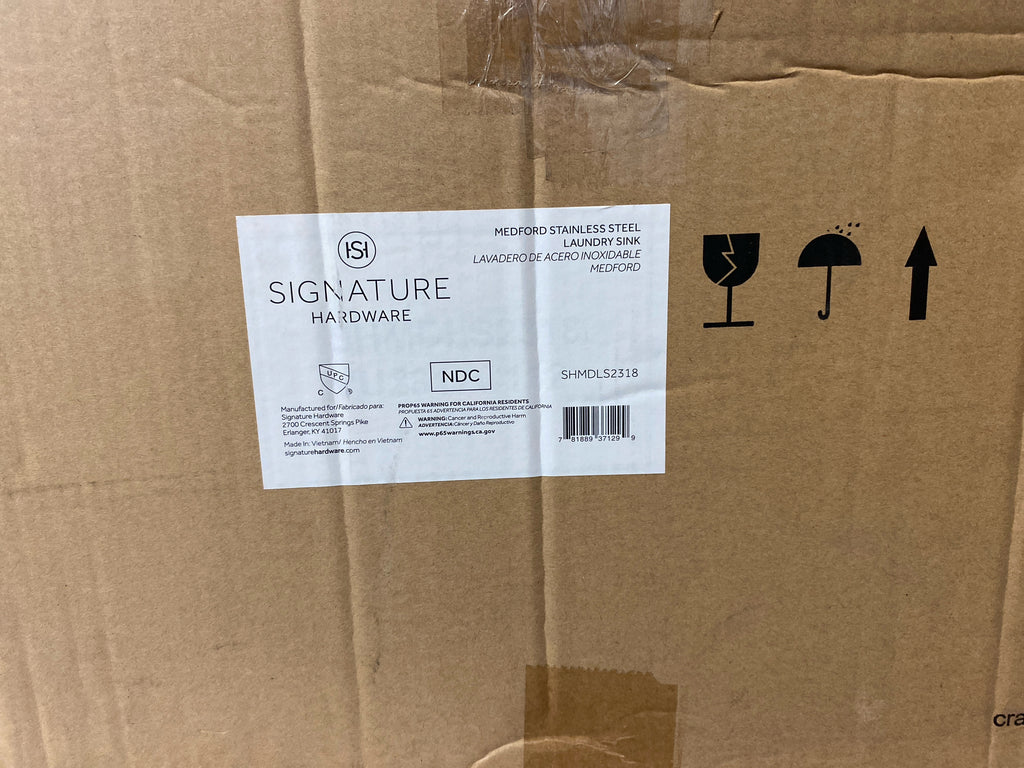 MEDFORD STAINLESS STEEL
LAUNDRY SINK
LAVADERO DE ACERO INOXIDABLE
MEDFORD
SIGNATURE
HARDWARE
UPC
C
NDC
SHMDLS2318
Manufactured for/Fabricado para:
Signature Hardware
2700 Crescent Springs Pike
Erlanger, KY 41017
Made In: Vietnam/ Hencho en Vietnam
signaturehardware.com
PROP65 WARNING FOR CALIFORNIA RESIDENTS
PROPUESTA 65 ADVERTENCIA PARA LOS RESIDENTES DE CALIFORNIA
WARNING: Cancer and Reproductive Harm
ADVERTENCIA: Cáncer y Daño Reproductivo
www.p65warnings.ca.gov
7 81889 37129 9
cra